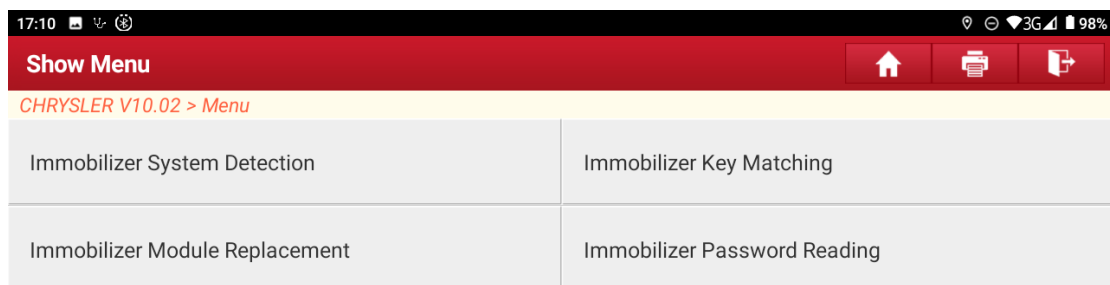 17:10 3G 98%
Show Menu
CHRYSLER V10.02 > Menu
Immobilizer System Detection
Immobilizer Key Matching
Immobilizer Module Replacement
Immobilizer Password Reading